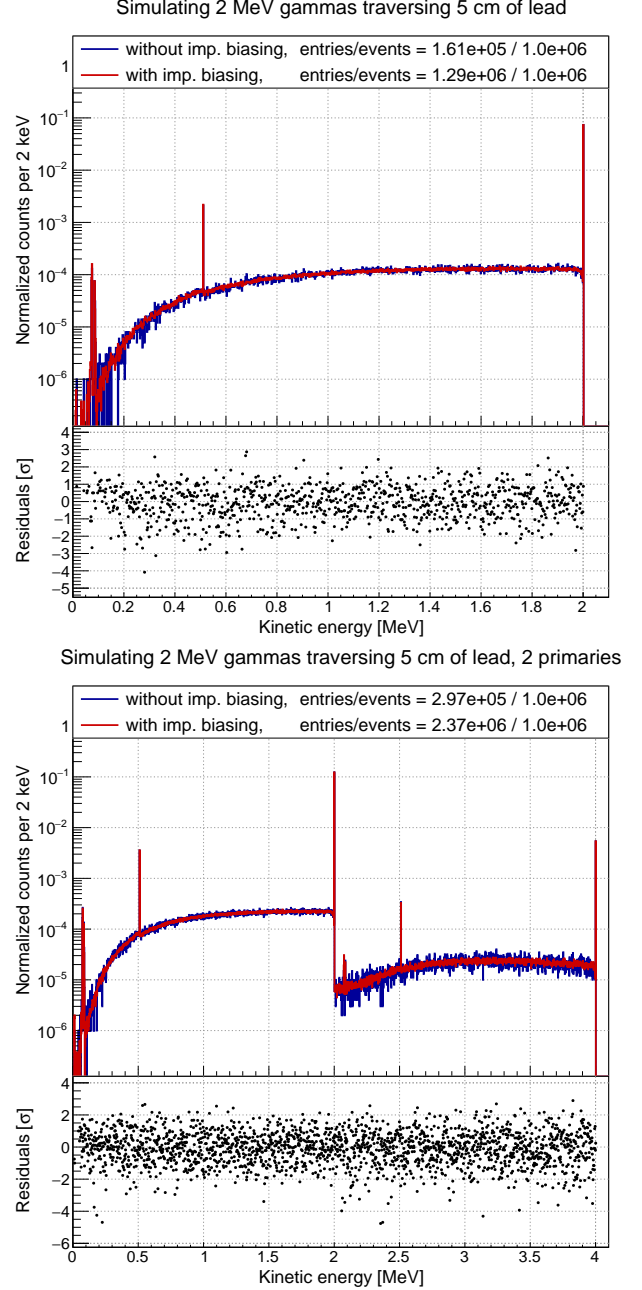 Simulating 2 MeV gammas traversing 5 cm of lead
without imp. biasing, entries/events = 1.61e+05 / 1.0e+06
with imp. biasing, entries/events = 1.29e+06 / 1.0e+06
1
10⁻¹
10⁻²
10⁻³
10⁻⁴
10⁻⁵
10⁻⁶
Normalized counts per 2 keV
4
3
2
1
0
−1
−2
−3
−4
−5
Residuals [σ]
0 0.2 0.4 0.6 0.8 1 1.2 1.4 1.6 1.8 2
Kinetic energy [MeV]
Simulating 2 MeV gammas traversing 5 cm of lead, 2 primaries
without imp. biasing, entries/events = 2.97e+05 / 1.0e+06
with imp. biasing, entries/events = 2.37e+06 / 1.0e+06
1
10⁻¹
10⁻²
10⁻³
10⁻⁴
10⁻⁵
10⁻⁶
Normalized counts per 2 keV
4
2
0
−2
−4
−6
Residuals [σ]
0 0.5 1 1.5 2 2.5 3 3.5 4
Kinetic energy [MeV]